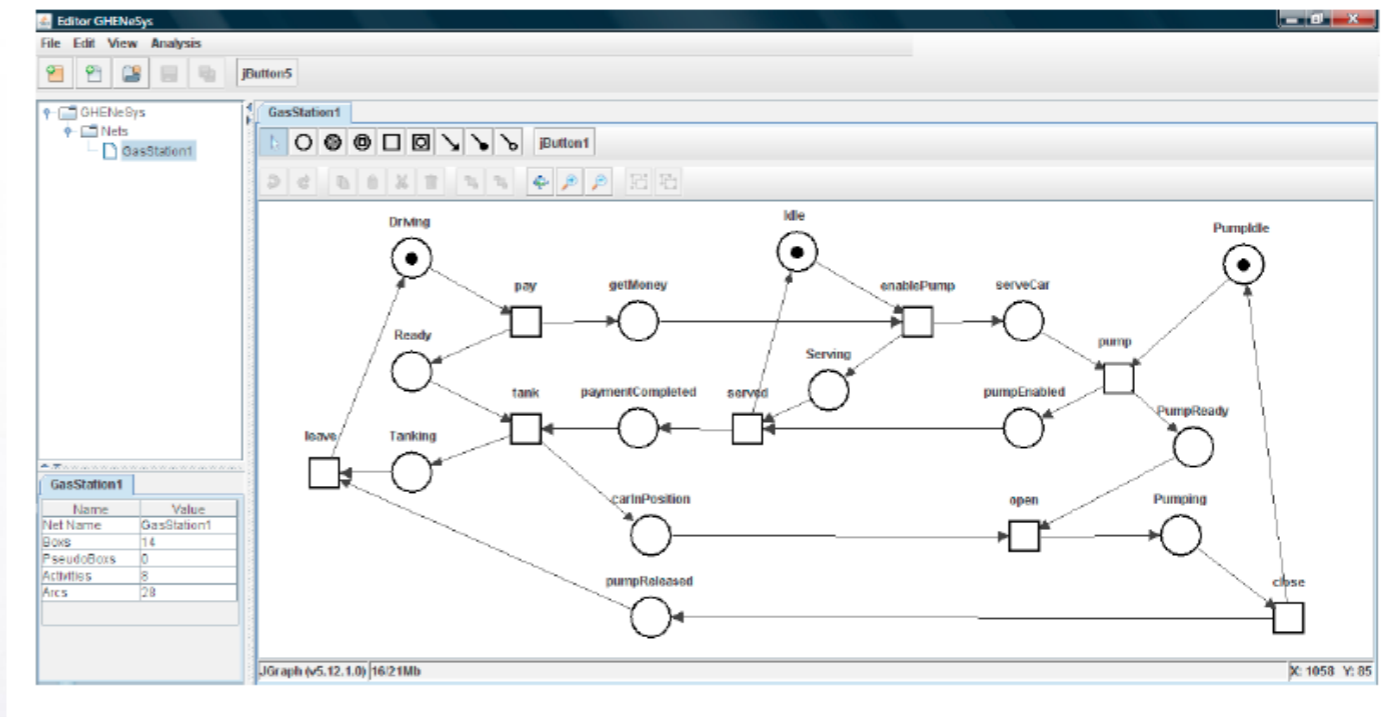 Editor GHENeSys
File Edit View Analysis
jButton5
GHENeSys
Nets
GasStation1
GasStation1
jButton1
Driving
Idle
PumpIdle
pay
getMoney
enablePump
serveCar
Ready
pump
Serving
tank
paymentCompleted
served
pumpEnabled
PumpReady
leave
Tanking
carInPosition
open
Pumping
pumpReleased
close
GasStation1
Name Value
Net Name GasStation1
Boxs 14
PseudoBoxs 0
Activities 8
Arcs 28
JGraph (v5.12.1.0) 16/21Mb
X: 1058 Y: 85